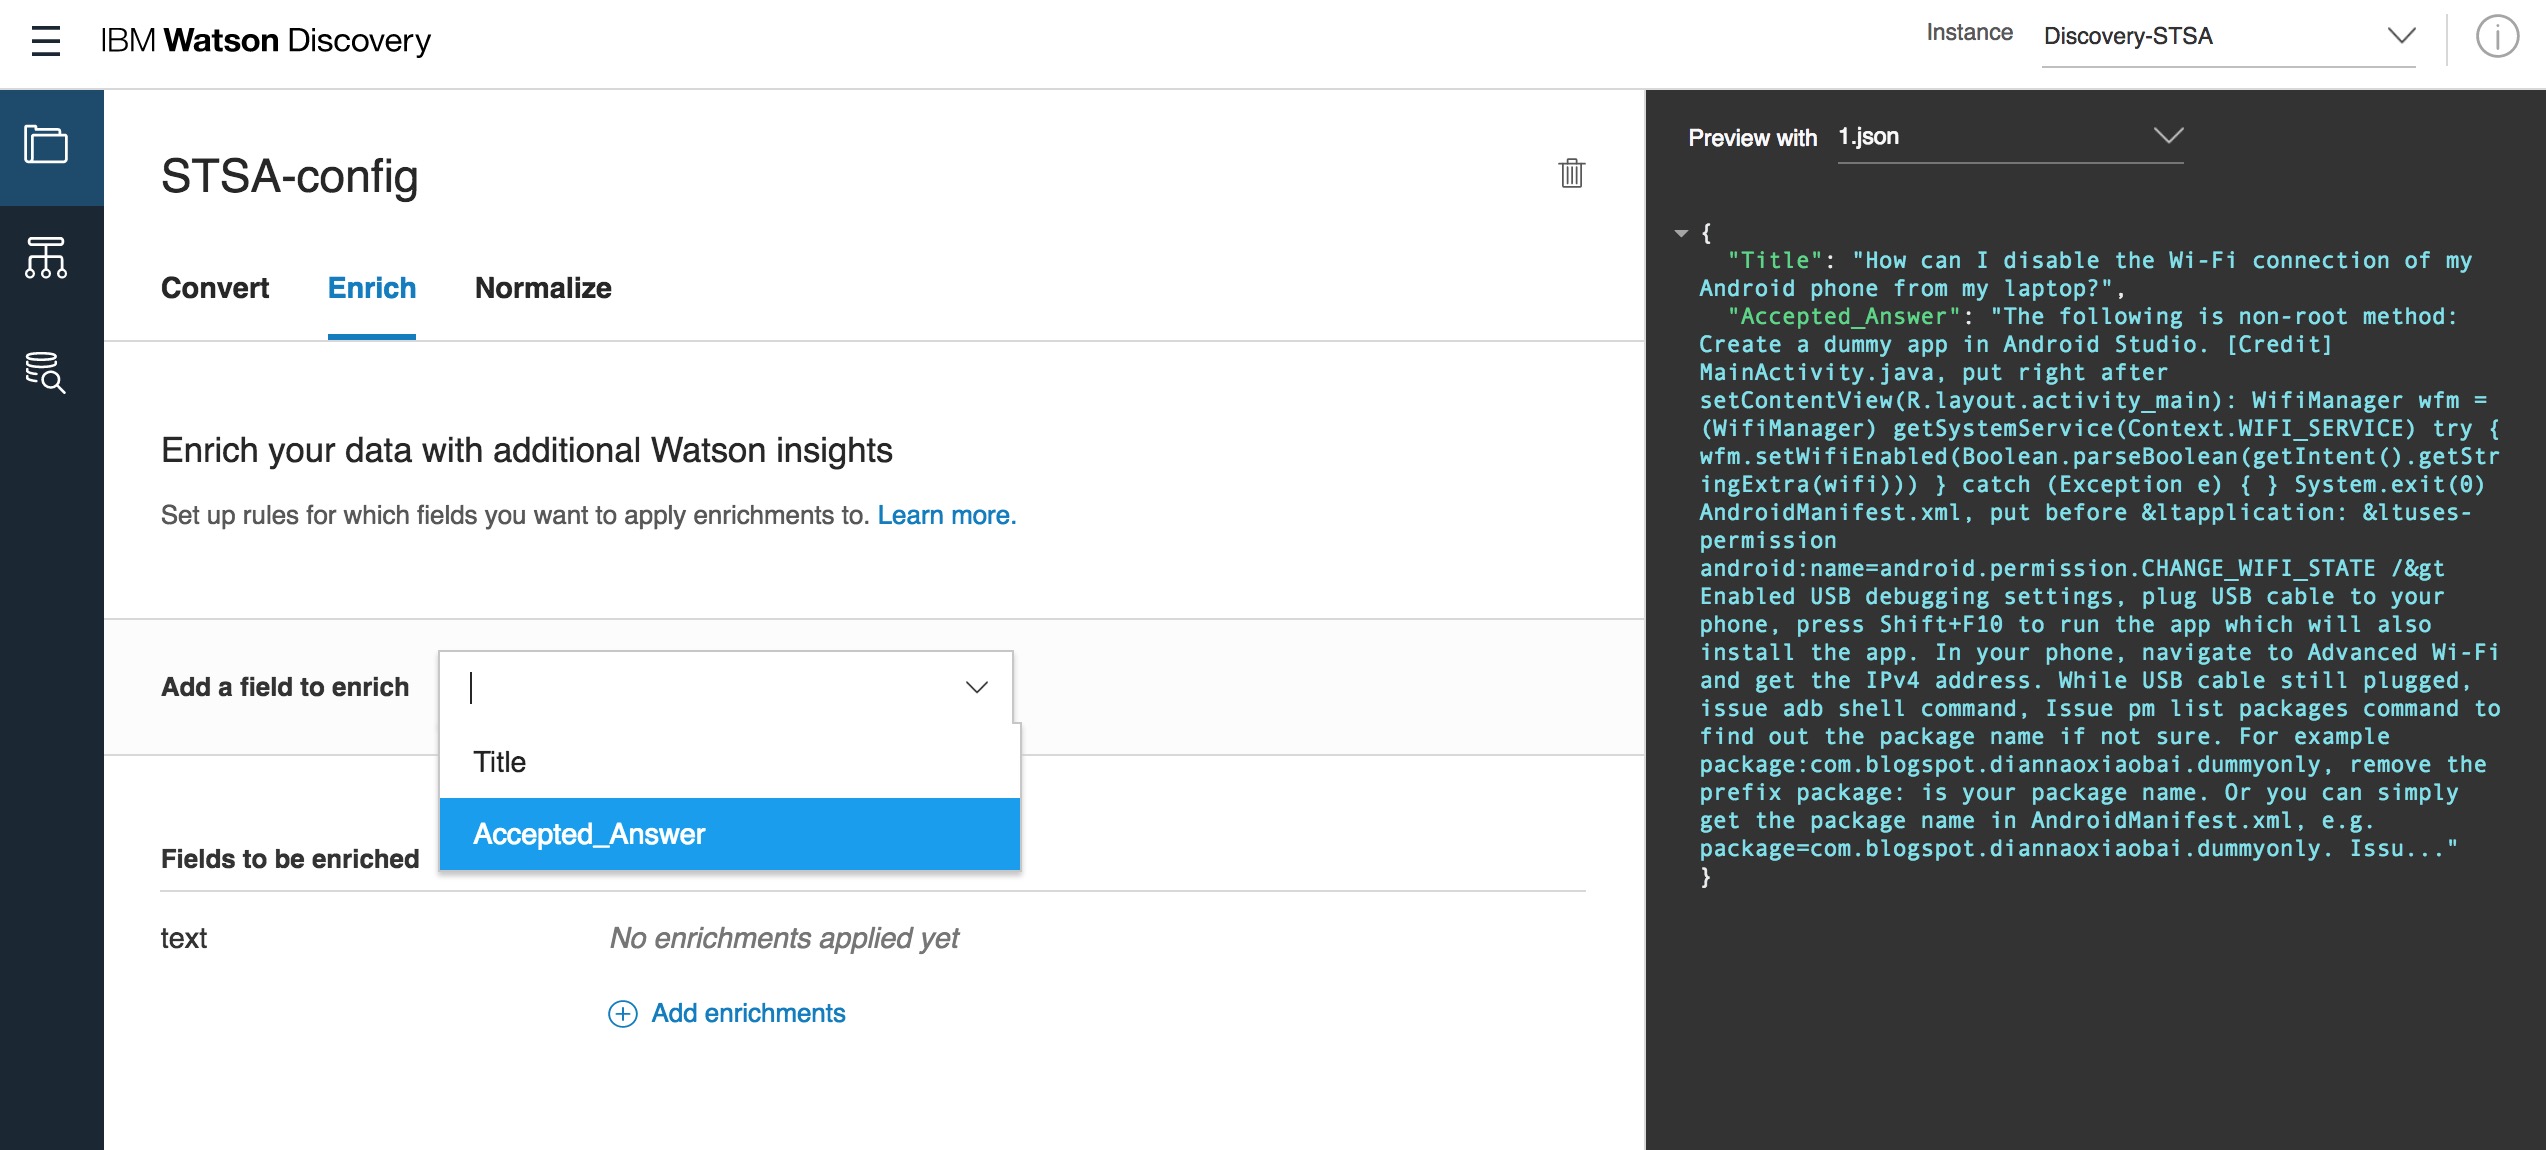 IBM Watson Discovery
Instance
Discovery-STSA
STSA-config
Convert
Enrich
Normalize
Enrich your data with additional Watson insights
Set up rules for which fields you want to apply enrichments to. Learn more.
Add a field to enrich
Title
Accepted_Answer
Fields to be enriched
text
No enrichments applied yet
Add enrichments
Preview with
1.json
{
"Title": "How can I disable the Wi-Fi connection of my
Android phone from my laptop?",
"Accepted_Answer": "The following is non-root method:
Create a dummy app in Android Studio. [Credit]
MainActivity.java, put right after
setContentView(R.layout.activity_main): WifiManager wfm =
(WifiManager) getSystemService(Context.WIFI_SERVICE) try {
wfm.setWifiEnabled(Boolean.parseBoolean(getIntent().getStr
ingExtra(wifi))) } catch (Exception e) { } System.exit(0)
AndroidManifest.xml, put before &ltapplication: &ltuses-
permission
android:name=android.permission.CHANGE_WIFI_STATE /&gt
Enabled USB debugging settings, plug USB cable to your
phone, press Shift+F10 to run the app which will also
install the app. In your phone, navigate to Advanced Wi-Fi
and get the IPv4 address. While USB cable still plugged,
issue adb shell command, Issue pm list packages command to
find out the package name if not sure. For example
package:com.blogspot.diannaoxiaobai.dummyonly, remove the
prefix package: is your package name. Or you can simply
get the package name in AndroidManifest.xml, e.g.
package=com.blogspot.diannaoxiaobai.dummyonly. Issu..."
}